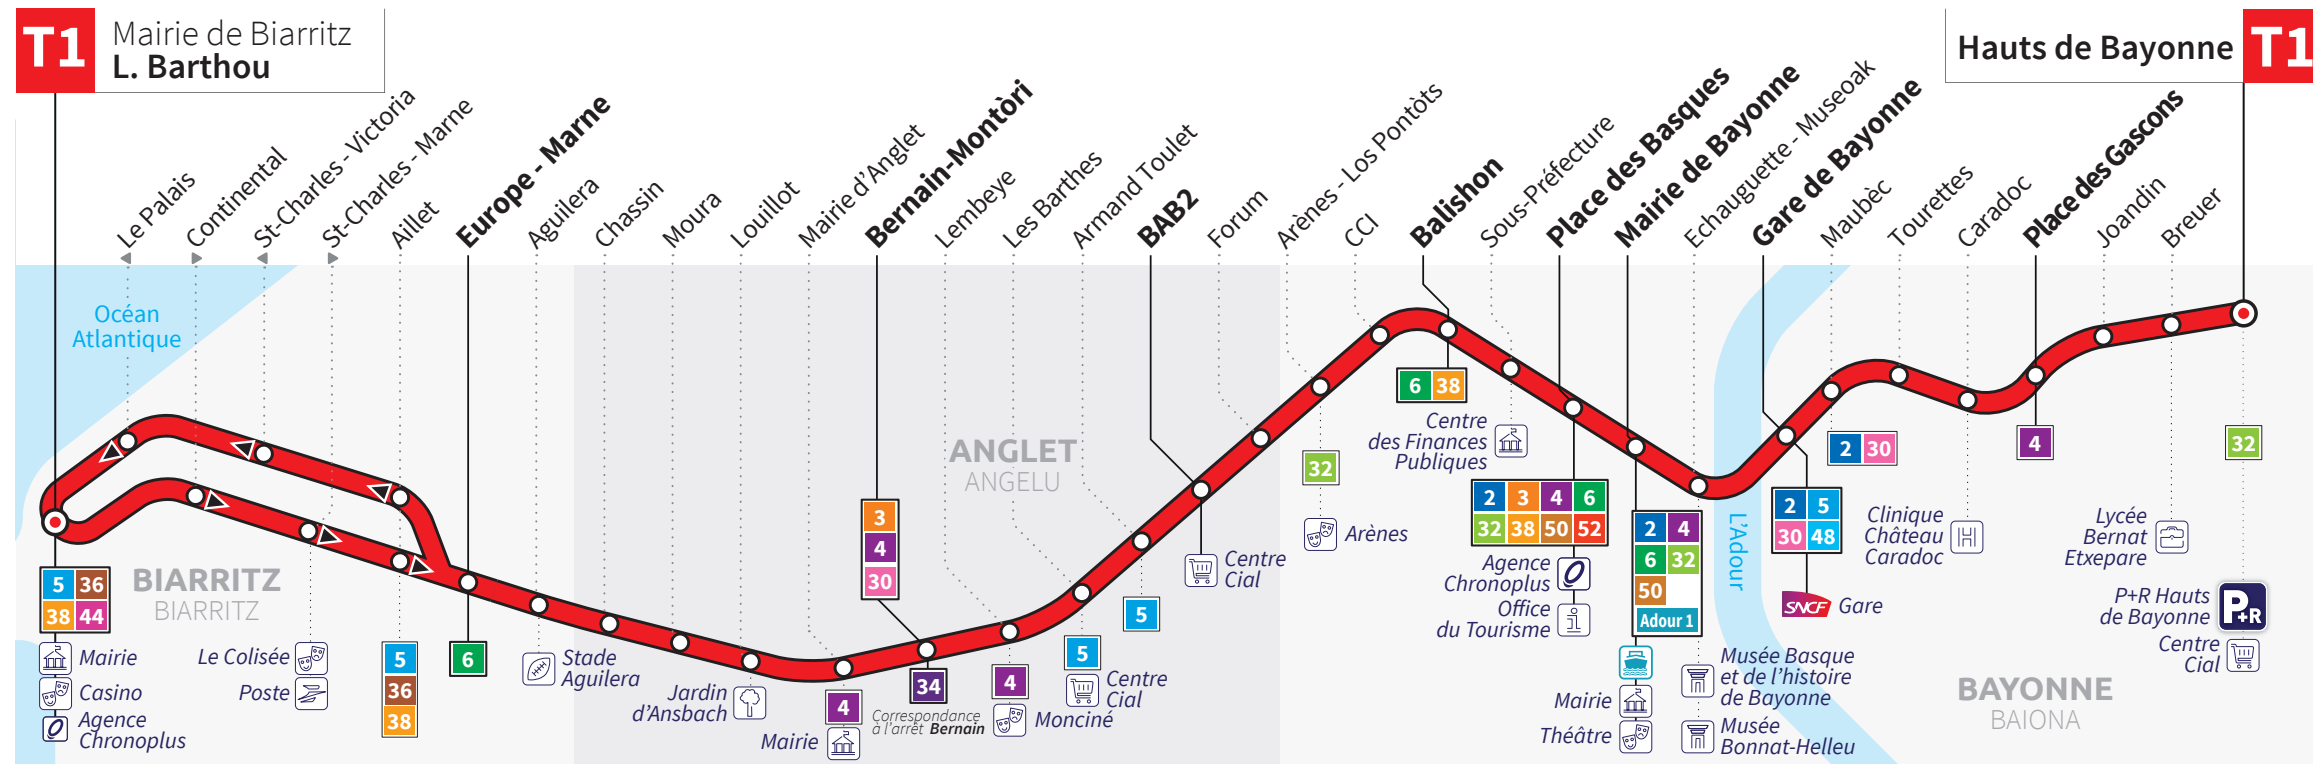 T1
Mairie de Biarritz
L. Barthou
Hauts de Bayonne
T1
Le Palais
Continental
St-Charles - Victoria
St-Charles - Marne
Aillet
Europe - Marne
Aguilera
Chassin
Moura
Louillot
Mairie d'Anglet
Bernain-Montòri
Lembeye
Les Barthes
Armand Toulet
BAB2
Forum
Arènes - Los Pontòts
CCI
Balishon
Sous-Préfecture
Place des Basques
Mairie de Bayonne
Echauguette - Museoak
Gare de Bayonne
Maubèc
Tourettes
Caradoc
Place des Gascons
Joandin
Breuer
Océan
Atlantique
BIARRITZ
BIARRITZ
5 36
38 44
Mairie
Casino
Agence
Chronoplus
Le Colisée
Poste
5
36
38
6
Stade
Aguilera
Jardin
d'Ansbach
4
Mairie
3
4
30
34
Correspondance
à l'arrêt Bernain
ANGLET
ANGELU
4
Monciné
5
Centre
Cial
5
Centre
Cial
32
Arènes
6 38
Centre
des Finances
Publiques
2 3 4 6
32 38 50 52
Agence
Chronoplus
Office
du Tourisme
i
2 4
6 32
50
Adour 1
Mairie
Théâtre
Musée Basque
et de l'histoire
de Bayonne
Musée
Bonnat-Helleu
L'Adour
2 5
30 48
SNCF Gare
2 30
Clinique
Château
Caradoc
H
4
BAYONNE
BAIONA
Lycée
Bernat
Etxepare
32
P+R Hauts
de Bayonne
P+R
Centre
Cial